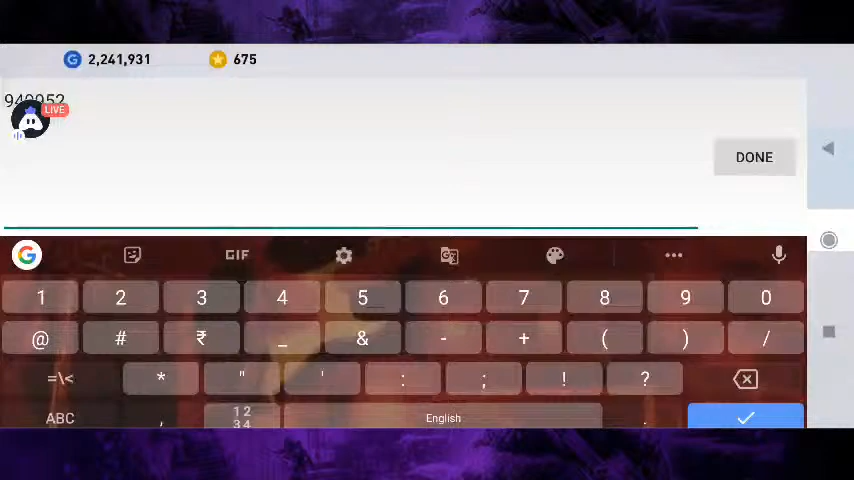 2,241,931 675
940952
LIVE
DONE
G GIF
1 2 3 4 5 6 7 8 9 0
@ # ₹ _ & - + ( ) /
=\< * " ' : ; ! ?
ABC , 12 34 English .